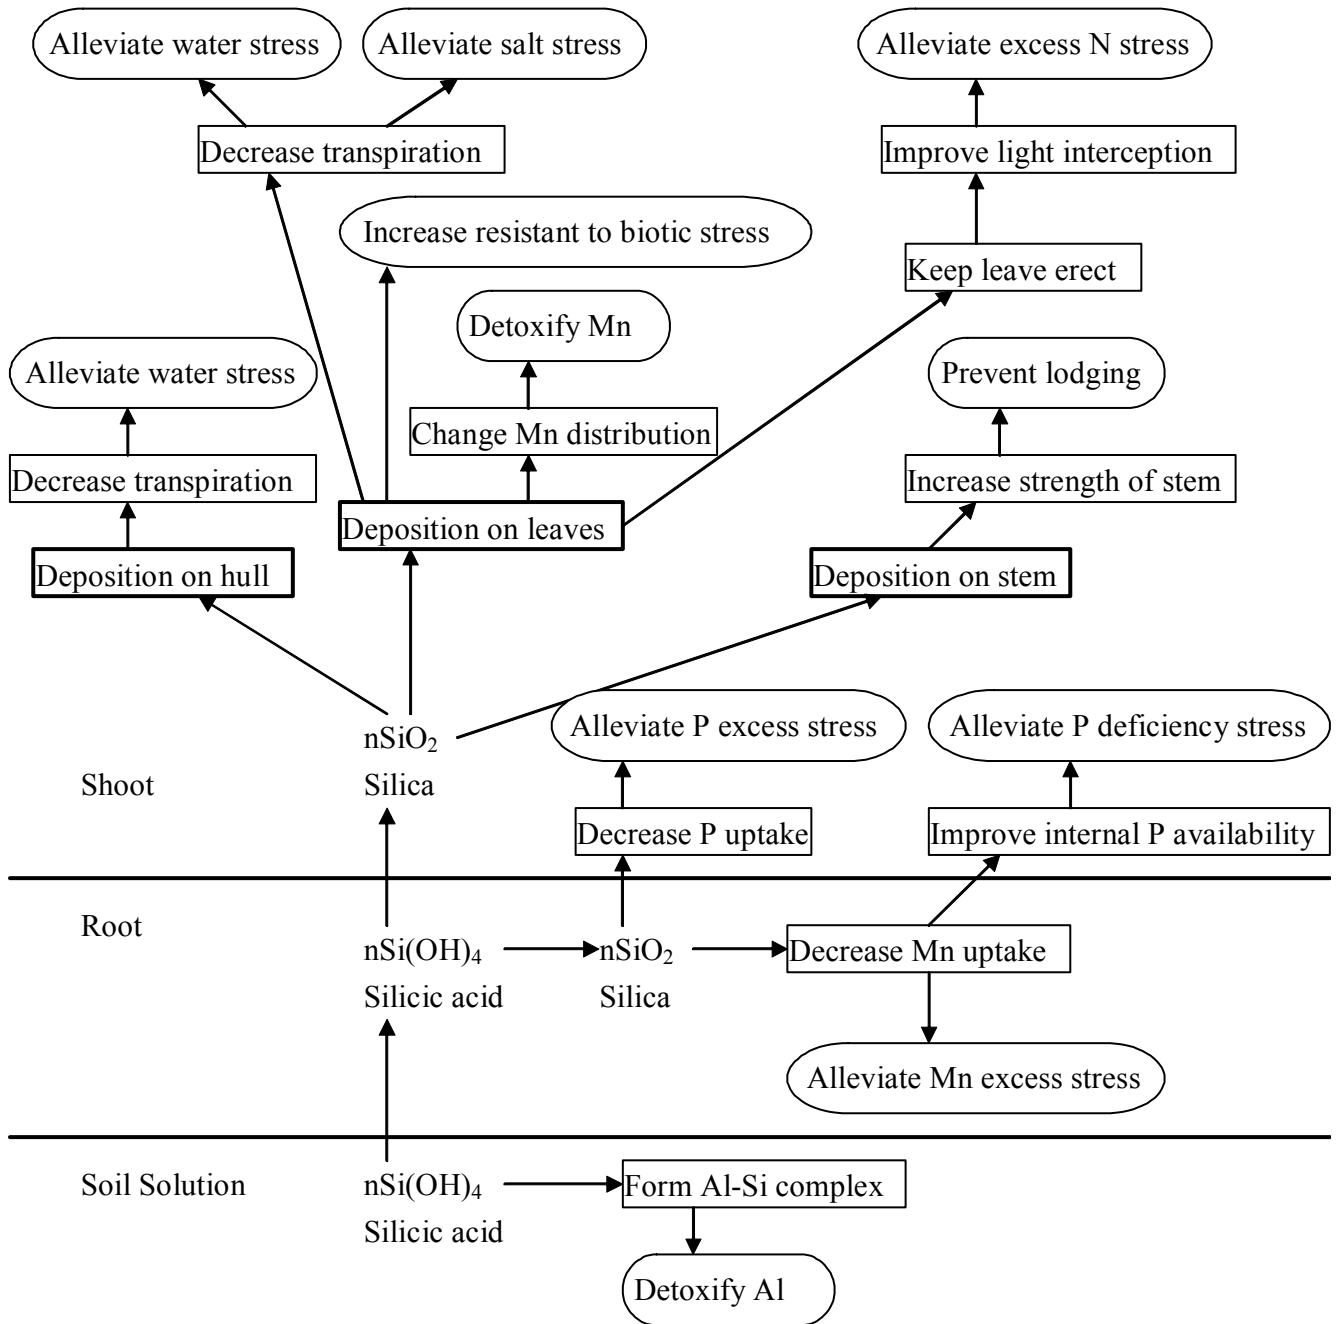 Alleviate water stress
Alleviate salt stress
Alleviate excess N stress
Decrease transpiration
Improve light interception
Increase resistant to biotic stress
Keep leave erect
Detoxify Mn
Alleviate water stress
Prevent lodging
Change Mn distribution
Decrease transpiration
Increase strength of stem
Deposition on leaves
Deposition on hull
Deposition on stem
nSiO₂
Silica
Alleviate P excess stress
Alleviate P deficiency stress
Shoot
Decrease P uptake
Improve internal P availability
Root
nSi(OH)₄
Silicic acid
nSiO₂
Silica
Decrease Mn uptake
Alleviate Mn excess stress
Soil Solution
nSi(OH)₄
Silicic acid
Form Al-Si complex
Detoxify Al